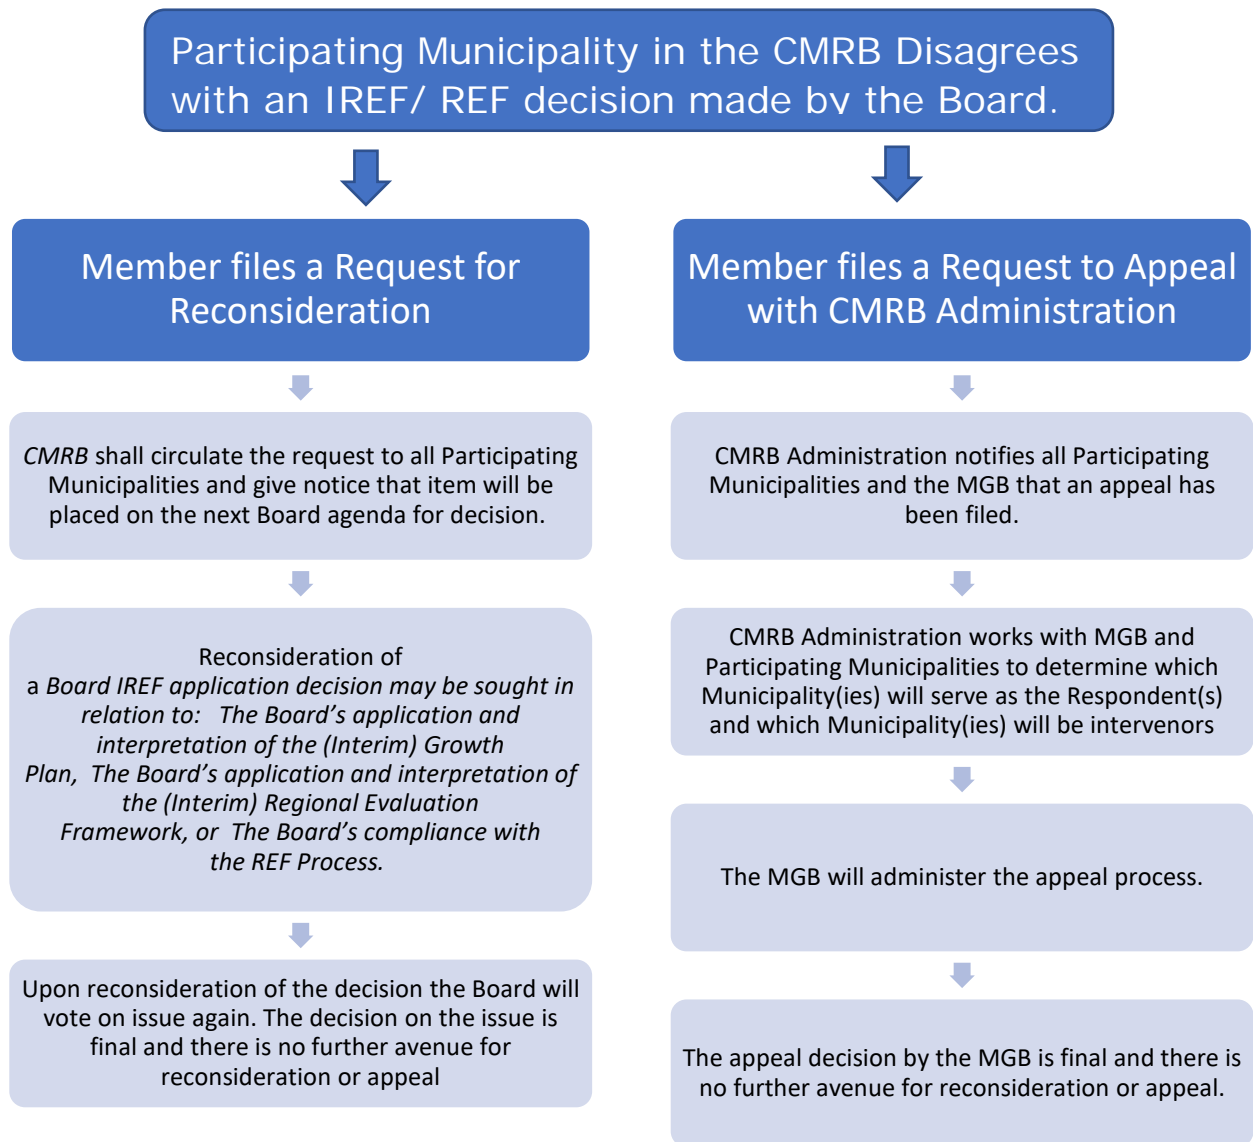 Participating Municipality in the CMRB Disagrees
with an IREF/ REF decision made by the Board.
Member files a Request for
Reconsideration
CMRB shall circulate the request to all Participating
Municipalities and give notice that item will be
placed on the next Board agenda for decision.
Reconsideration of
a Board IREF application decision may be sought in
relation to: The Board's application and
interpretation of the (Interim) Growth
Plan, The Board's application and interpretation of
the (Interim) Regional Evaluation
Framework, or The Board's compliance with
the REF Process.
Upon reconsideration of the decision the Board will
vote on issue again. The decision on the issue is
final and there is no further avenue for
reconsideration or appeal
Member files a Request to Appeal
with CMRB Administration
CMRB Administration notifies all Participating
Municipalities and the MGB that an appeal has
been filed.
CMRB Administration works with MGB and
Participating Municipalities to determine which
Municipality(ies) will serve as the Respondent(s)
and which Municipality(ies) will be intervenors
The MGB will administer the appeal process.
The appeal decision by the MGB is final and there is
no further avenue for reconsideration or appeal.